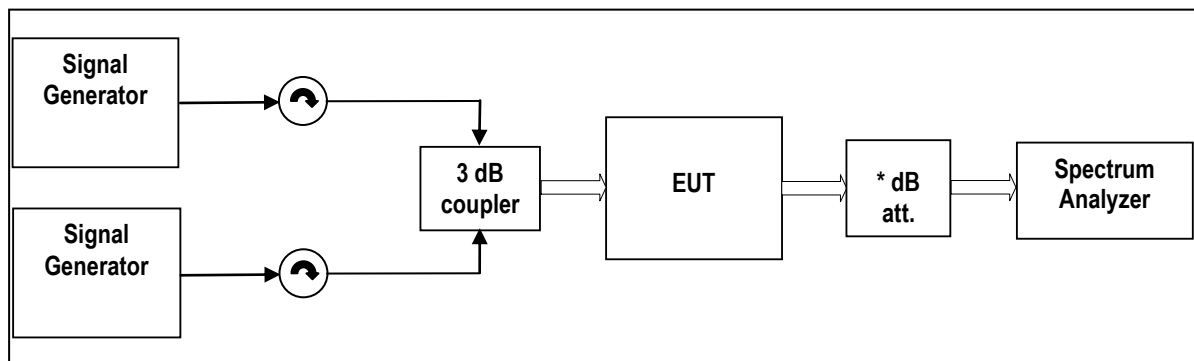 Signal
Generator
3 dB
coupler
EUT
* dB
att.
Spectrum
Analyzer
Signal
Generator